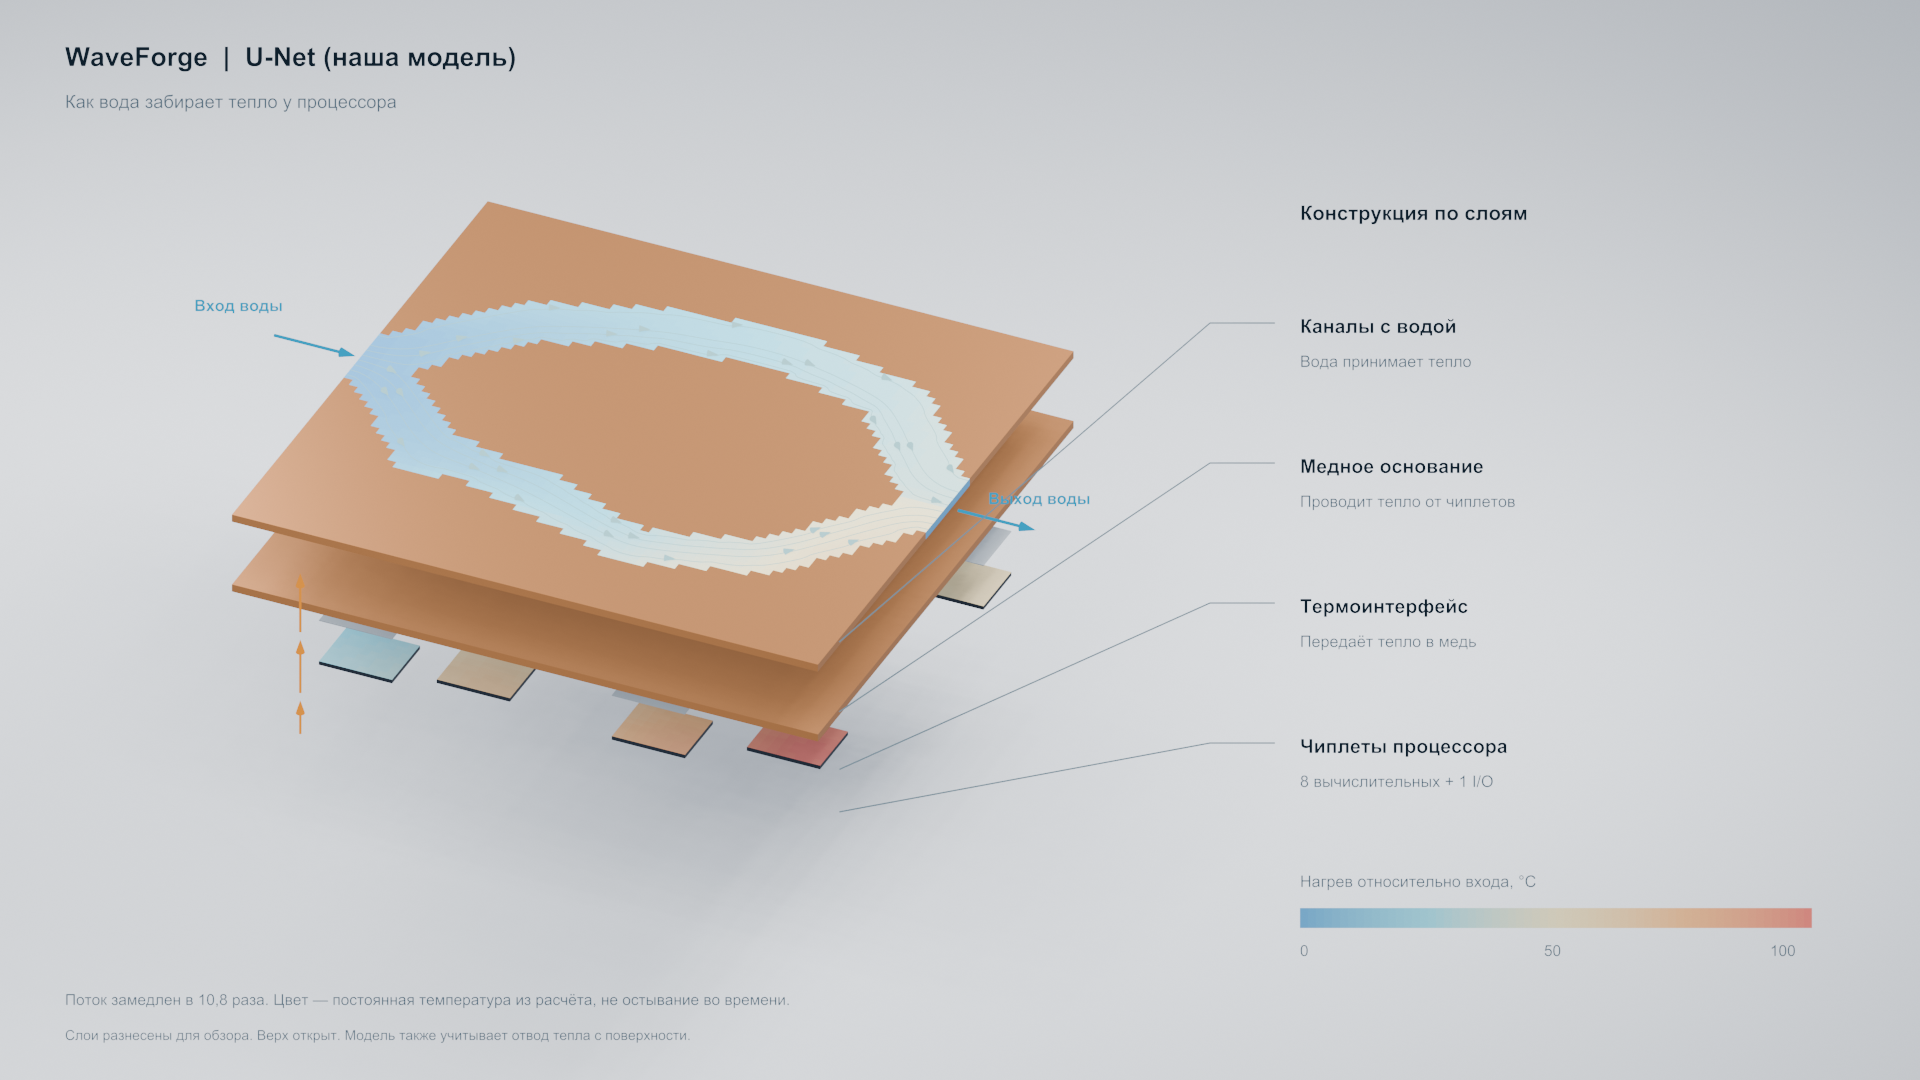 WaveForge | U-Net (наша модель)
Как вода забирает тепло у процессора
Конструкция по слоям
Вход воды
Каналы с водой
Вода принимает тепло
Медное основание
Проводит тепло от чиплетов
Выход воды
Термоинтерфейс
Передаёт тепло в медь
Чиплеты процессора
8 вычислительных + 1 I/O
Нагрев относительно входа, °C
0 50 100
Поток замедлен в 10,8 раза. Цвет — постоянная температура из расчёта, не остывание во времени.
Слои разнесены для обзора. Верх открыт. Модель также учитывает отвод тепла с поверхности.